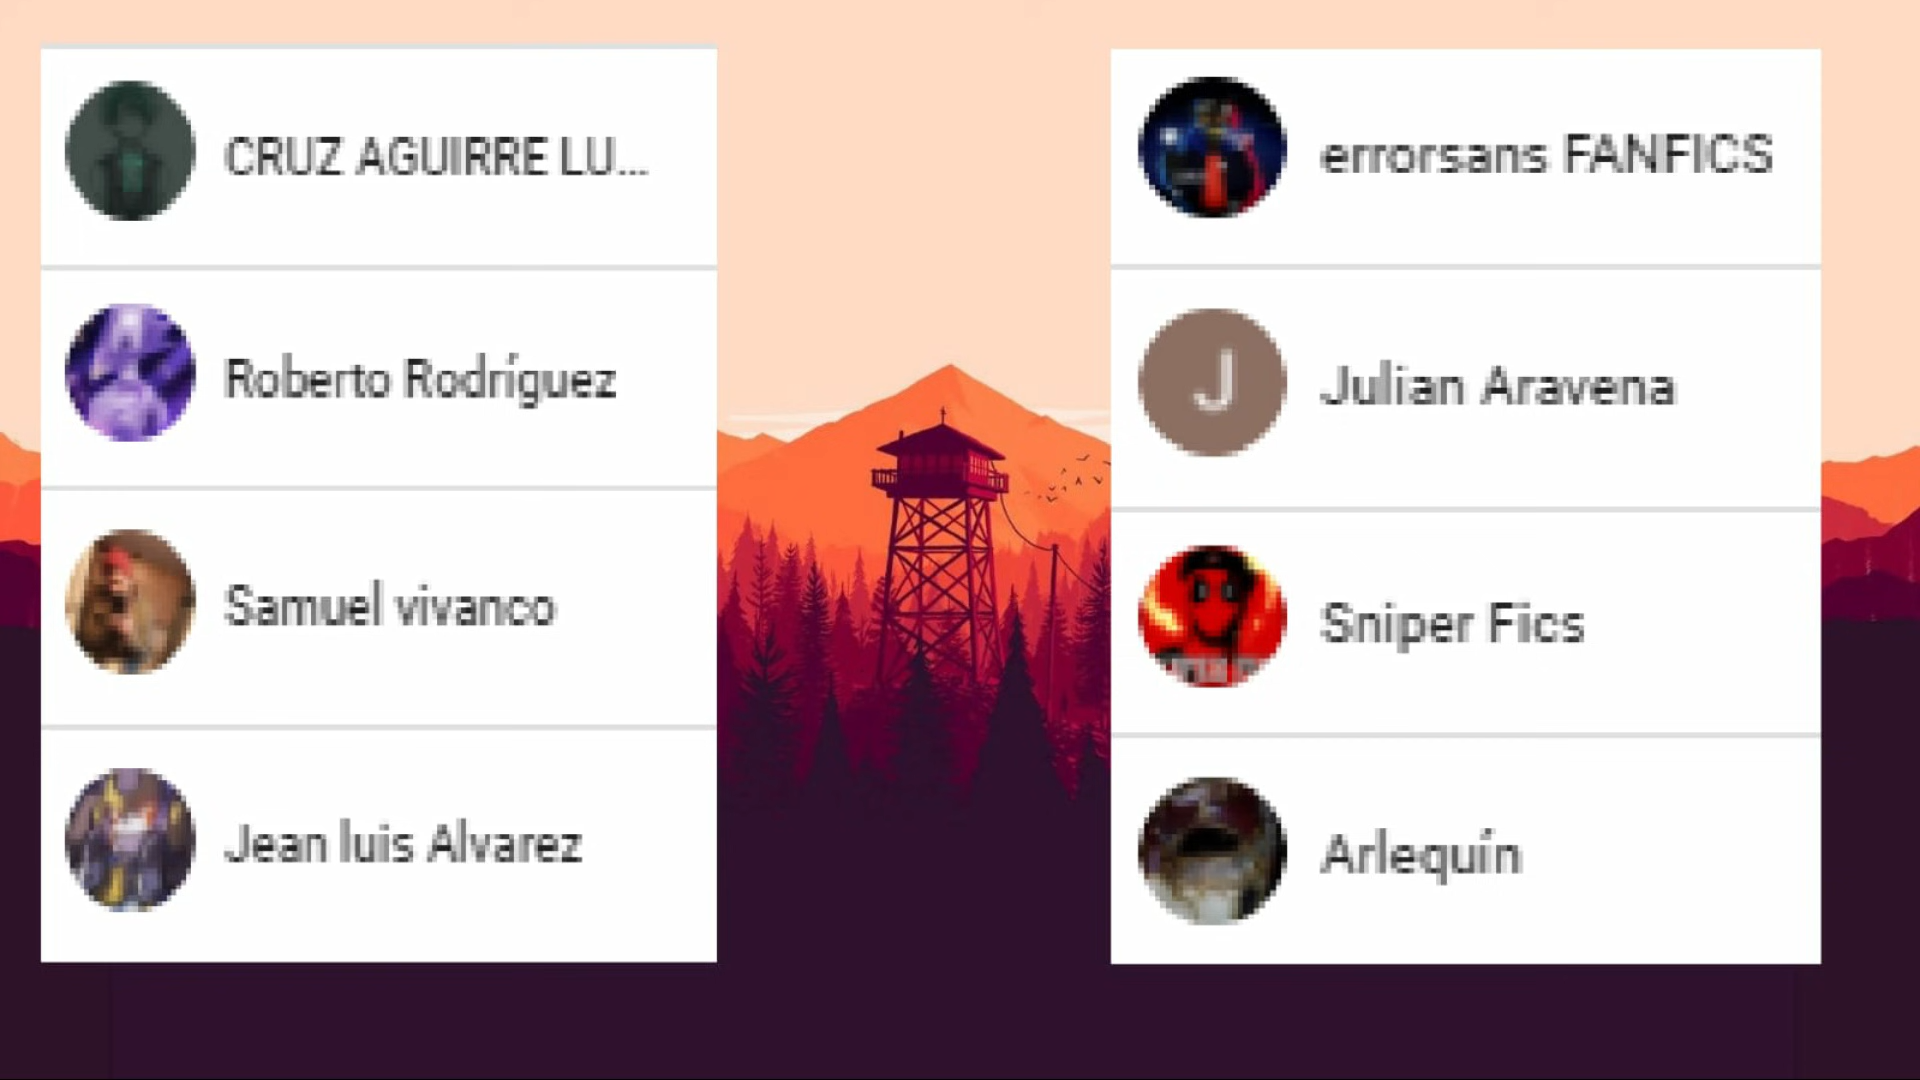 CRUZ AGUIRRE LU...
Roberto Rodríguez
Samuel vivanco
Jean luis Alvarez
errorsans FANFICS
J
Julian Aravena
Sniper Fics
Arlequín